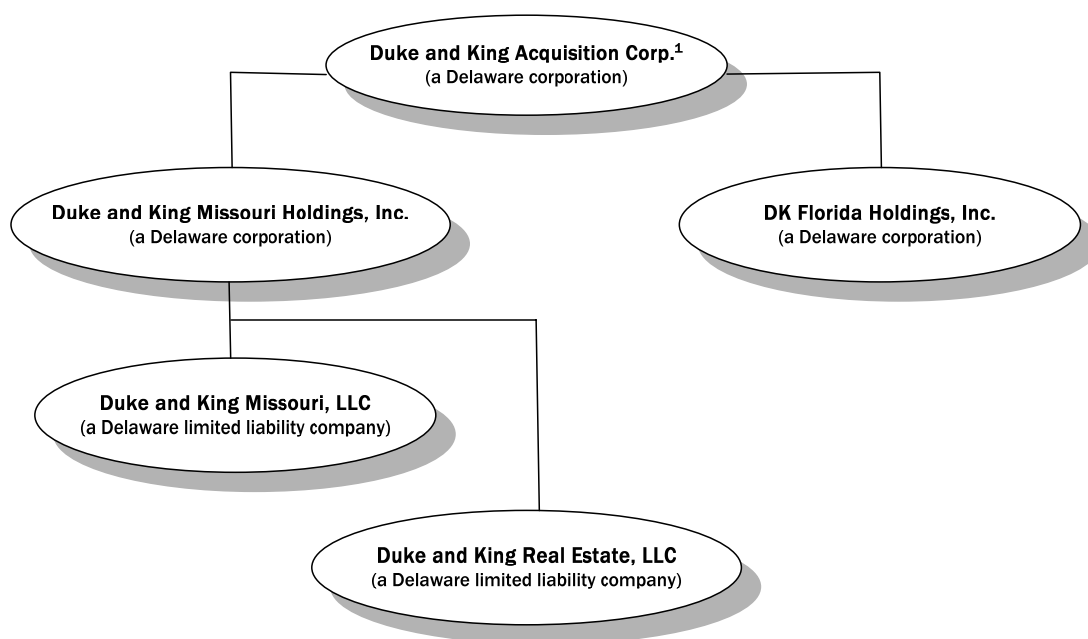 Duke and King Acquisition Corp.¹
(a Delaware corporation)
Duke and King Missouri Holdings, Inc.
(a Delaware corporation)
DK Florida Holdings, Inc.
(a Delaware corporation)
Duke and King Missouri, LLC
(a Delaware limited liability company)
Duke and King Real Estate, LLC
(a Delaware limited liability company)